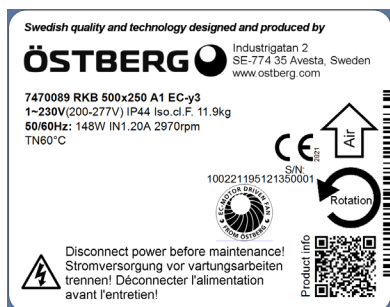 Swedish quality and technology designed and produced by
ÖSTBERG
Industrigatan 2
SE-774 35 Avesta, Sweden
www.ostberg.com
7470089 RKB 500x250 A1 EC-y3
1~230V(200-277V) IP44 Iso.cl.F. 11.9kg
50/60Hz: 148W IN1.20A 2970rpm
TN60°C
CE
2021
Air
S/N:
100221195121350001
Rotation
EC-MOTOR DRIVEN FAN
FROM ÖSTBERG
Product info
Disconnect power before maintenance!
Stromversorgung vor vartungsarbeiten
trennen! Déconnecter l'alimentation
avant l'entretien!